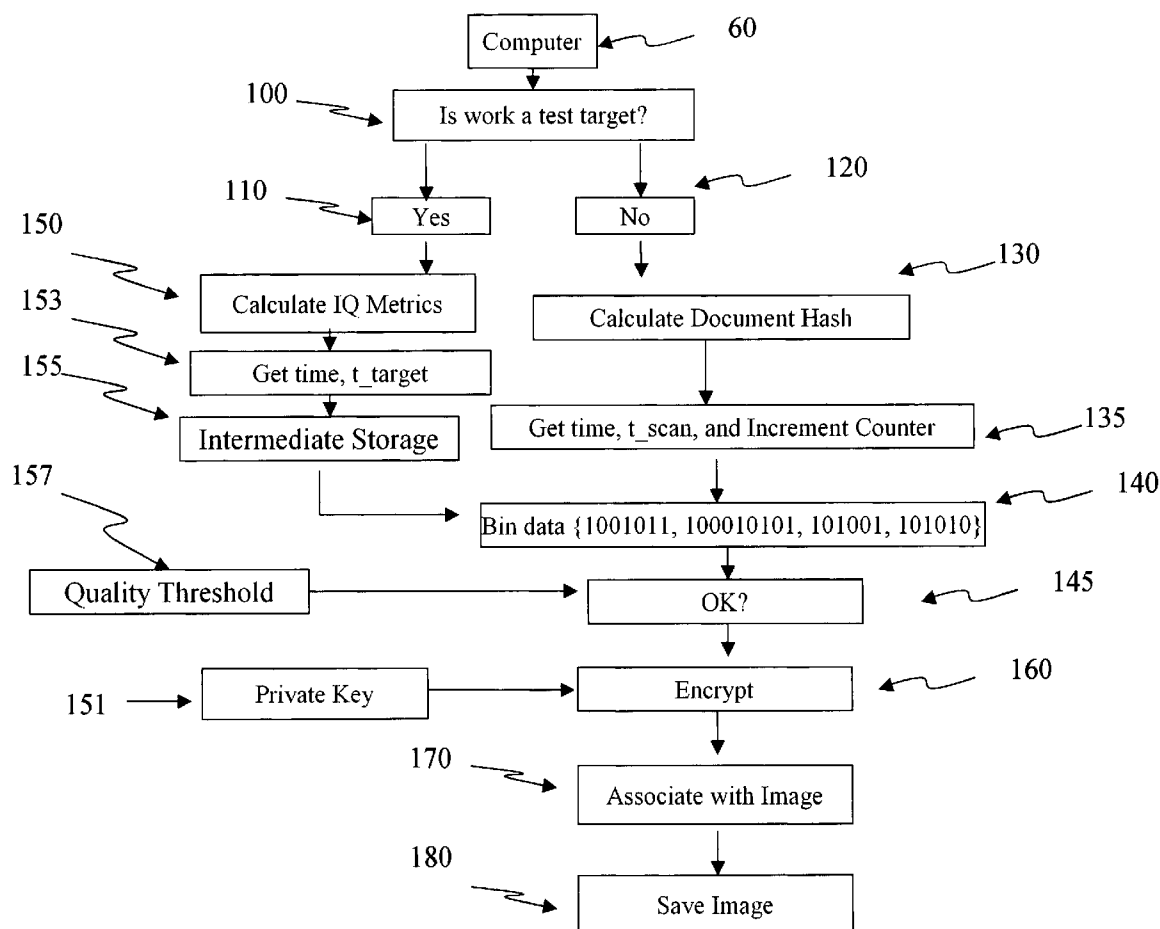 Computer
60
100
Is work a test target?
120
110
Yes
No
150
130
Calculate IQ Metrics
Calculate Document Hash
153
Get time, t_target
155
Intermediate Storage
Get time, t_scan, and Increment Counter
135
157
140
Bin data {1001011, 100010101, 101001, 101010}
Quality Threshold
OK?
145
151
Private Key
Encrypt
160
170
Associate with Image
180
Save Image